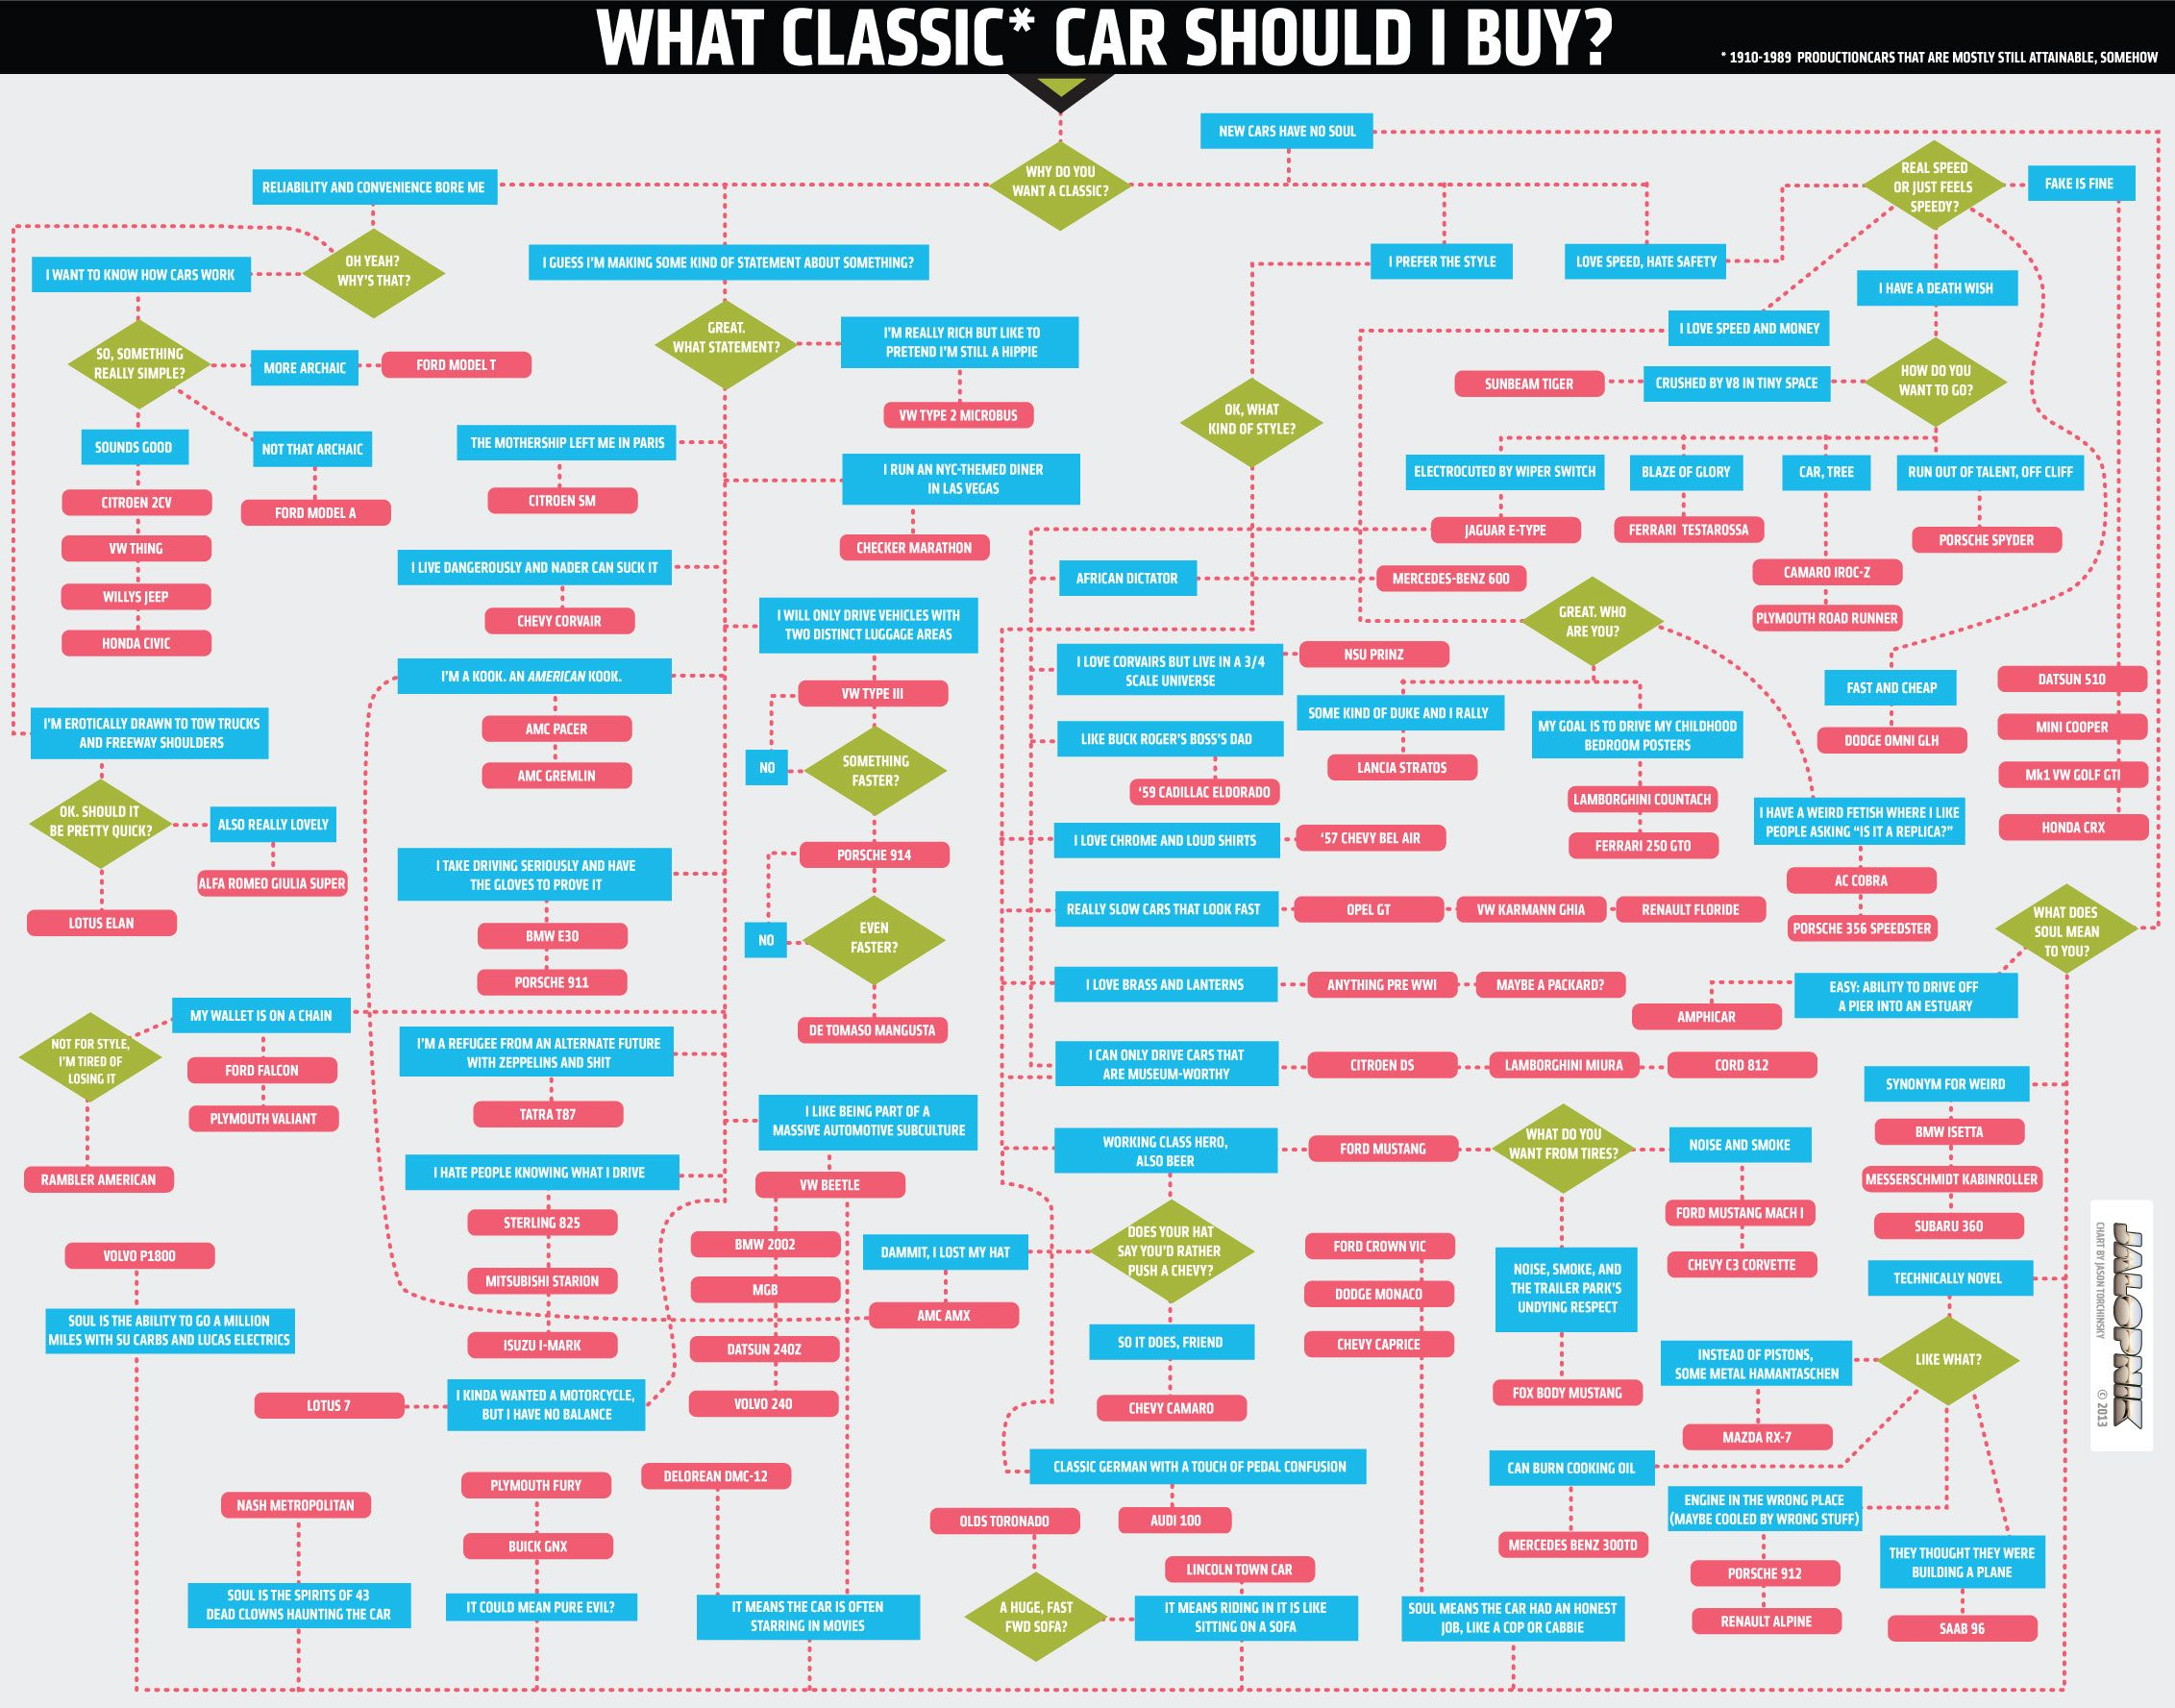 WHAT CLASSIC* CAR SHOULD I BUY?
* 1910-1989 PRODUCTIONCARS THAT ARE MOSTLY STILL ATTAINABLE, SOMEHOW
NEW CARS HAVE NO SOUL
WHY DO YOU
WANT A CLASSIC?
RELIABILITY AND CONVENIENCE BORE ME
REAL SPEED
OR JUST FEELS
SPEEDY?
FAKE IS FINE
OH YEAH?
WHY'S THAT?
I WANT TO KNOW HOW CARS WORK
I GUESS I'M MAKING SOME KIND OF STATEMENT ABOUT SOMETHING?
I PREFER THE STYLE
LOVE SPEED, HATE SAFETY
I HAVE A DEATH WISH
I LOVE SPEED AND MONEY
GREAT.
WHAT STATEMENT?
I'M REALLY RICH BUT LIKE TO
PRETEND I'M STILL A HIPPIE
VW TYPE 2 MICROBUS
SO, SOMETHING
REALLY SIMPLE?
MORE ARCHAIC
FORD MODEL T
SUNBEAM TIGER
CRUSHED BY V8 IN TINY SPACE
HOW DO YOU
WANT TO GO?
OK, WHAT
KIND OF STYLE?
SOUNDS GOOD
NOT THAT ARCHAIC
FORD MODEL A
CITROEN 2CV
VW THING
WILLYS JEEP
HONDA CIVIC
THE MOTHERSHIP LEFT ME IN PARIS
CITROEN SM
I RUN AN NYC-THEMED DINER
IN LAS VEGAS
CHECKER MARATHON
ELECTROCUTED BY WIPER SWITCH
BLAZE OF GLORY
CAR, TREE
RUN OUT OF TALENT, OFF CLIFF
JAGUAR E-TYPE
FERRARI TESTAROSSA
PORSCHE SPYDER
CAMARO IROC-Z
PLYMOUTH ROAD RUNNER
I LIVE DANGEROUSLY AND NADER CAN SUCK IT
CHEVY CORVAIR
AFRICAN DICTATOR
MERCEDES-BENZ 600
GREAT. WHO
ARE YOU?
I WILL ONLY DRIVE VEHICLES WITH
TWO DISTINCT LUGGAGE AREAS
VW TYPE III
NO
SOMETHING
FASTER?
PORSCHE 914
NO
EVEN
FASTER?
DE TOMASO MANGUSTA
I'M A KOOK. AN AMERICAN KOOK.
AMC PACER
AMC GREMLIN
I LOVE CORVAIRS BUT LIVE IN A 3/4
SCALE UNIVERSE
NSU PRINZ
SOME KIND OF DUKE AND I RALLY
LANCIA STRATOS
MY GOAL IS TO DRIVE MY CHILDHOOD
BEDROOM POSTERS
LAMBORGHINI COUNTACH
FERRARI 250 GTO
FAST AND CHEAP
DODGE OMNI GLH
DATSUN 510
MINI COOPER
Mk1 VW GOLF GTI
HONDA CRX
I HAVE A WEIRD FETISH WHERE I LIKE
PEOPLE ASKING "IS IT A REPLICA?"
AC COBRA
PORSCHE 356 SPEEDSTER
I'M EROTICALLY DRAWN TO TOW TRUCKS
AND FREEWAY SHOULDERS
OK. SHOULD IT
BE PRETTY QUICK?
ALSO REALLY LOVELY
ALFA ROMEO GIULIA SUPER
LOTUS ELAN
LIKE BUCK ROGER'S BOSS'S DAD
'59 CADILLAC ELDORADO
I LOVE CHROME AND LOUD SHIRTS
'57 CHEVY BEL AIR
I TAKE DRIVING SERIOUSLY AND HAVE
THE GLOVES TO PROVE IT
BMW E30
PORSCHE 911
REALLY SLOW CARS THAT LOOK FAST
OPEL GT
VW KARMANN GHIA
RENAULT FLORIDE
WHAT DOES
SOUL MEAN
TO YOU?
I LOVE BRASS AND LANTERNS
ANYTHING PRE WWI
MAYBE A PACKARD?
EASY: ABILITY TO DRIVE OFF
A PIER INTO AN ESTUARY
AMPHICAR
MY WALLET IS ON A CHAIN
NOT FOR STYLE,
I'M TIRED OF
LOSING IT
FORD FALCON
PLYMOUTH VALIANT
RAMBLER AMERICAN
I'M A REFUGEE FROM AN ALTERNATE FUTURE
WITH ZEPPELINS AND SHIT
TATRA T87
I CAN ONLY DRIVE CARS THAT
ARE MUSEUM-WORTHY
CITROEN DS
LAMBORGHINI MIURA
CORD 812
SYNONYM FOR WEIRD
BMW ISETTA
MESSERSCHMIDT KABINROLLER
SUBARU 360
I LIKE BEING PART OF A
MASSIVE AUTOMOTIVE SUBCULTURE
VW BEETLE
BMW 2002
MGB
DATSUN 240Z
VOLVO 240
I HATE PEOPLE KNOWING WHAT I DRIVE
STERLING 825
MITSUBISHI STARION
ISUZU I-MARK
WORKING CLASS HERO,
ALSO BEER
FORD MUSTANG
WHAT DO YOU
WANT FROM TIRES?
NOISE AND SMOKE
FORD MUSTANG MACH I
CHEVY C3 CORVETTE
DOES YOUR HAT
SAY YOU'D RATHER
PUSH A CHEVY?
DAMMIT, I LOST MY HAT
AMC AMX
SO IT DOES, FRIEND
CHEVY CAMARO
FORD CROWN VIC
DODGE MONACO
CHEVY CAPRICE
NOISE, SMOKE, AND
THE TRAILER PARK'S
UNDYING RESPECT
FOX BODY MUSTANG
TECHNICALLY NOVEL
LIKE WHAT?
INSTEAD OF PISTONS,
SOME METAL HAMANTASCHEN
MAZDA RX-7
VOLVO P1800
SOUL IS THE ABILITY TO GO A MILLION
MILES WITH SU CARBS AND LUCAS ELECTRICS
LOTUS 7
I KINDA WANTED A MOTORCYCLE,
BUT I HAVE NO BALANCE
CLASSIC GERMAN WITH A TOUCH OF PEDAL CONFUSION
AUDI 100
CAN BURN COOKING OIL
MERCEDES BENZ 300TD
ENGINE IN THE WRONG PLACE
(MAYBE COOLED BY WRONG STUFF)
PORSCHE 912
RENAULT ALPINE
THEY THOUGHT THEY WERE
BUILDING A PLANE
SAAB 96
NASH METROPOLITAN
SOUL IS THE SPIRITS OF 43
DEAD CLOWNS HAUNTING THE CAR
PLYMOUTH FURY
BUICK GNX
IT COULD MEAN PURE EVIL?
DELOREAN DMC-12
IT MEANS THE CAR IS OFTEN
STARRING IN MOVIES
OLDS TORONADO
A HUGE, FAST
FWD SOFA?
LINCOLN TOWN CAR
IT MEANS RIDING IN IT IS LIKE
SITTING ON A SOFA
SOUL MEANS THE CAR HAD AN HONEST
JOB, LIKE A COP OR CABBIE
JALOPNIK
CHART BY JASON TORCHINSKY © 2013